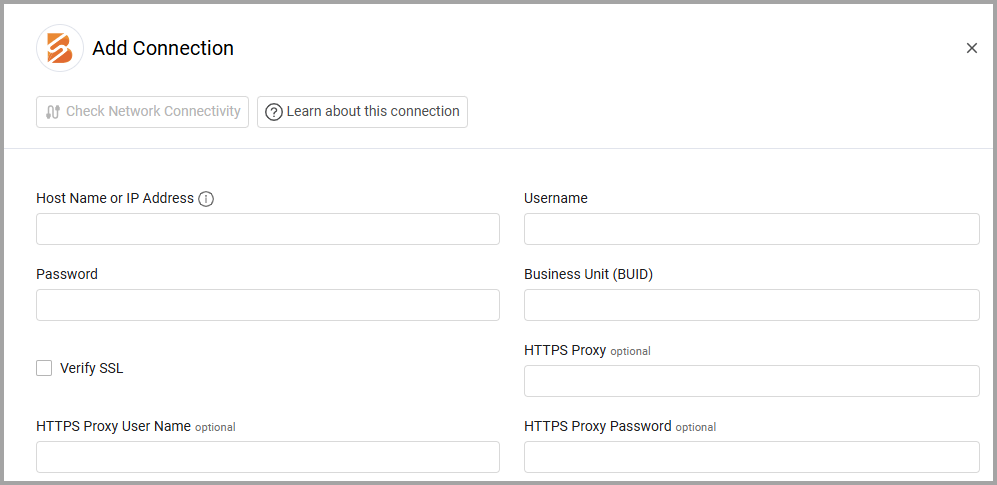 Add Connection
Check Network Connectivity
Learn about this connection
Host Name or IP Address
Username
Password
Business Unit (BUID)
Verify SSL
HTTPS Proxy optional
HTTPS Proxy User Name optional
HTTPS Proxy Password optional